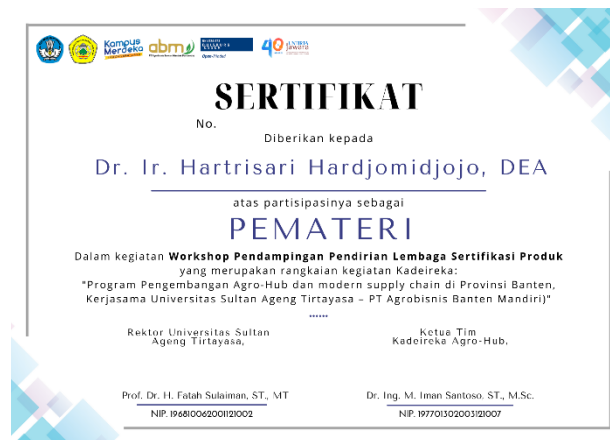 Kampus
Merdeka
abm
UNTIRTA
jawara
SERTIFIKAT
No.
Diberikan kepada
Dr. Ir. Hartrisari Hardjomidjojo, DEA
atas partisipasinya sebagai
PEMATERI
Dalam kegiatan Workshop Pendampingan Pendirian Lembaga Sertifikasi Produk
yang merupakan rangkaian kegiatan Kadeireka:
"Program Pengembangan Agro-Hub dan modern supply chain di Provinsi Banten,
Kerjasama Universitas Sultan Ageng Tirtayasa – PT Agrobisnis Banten Mandiri)"
......
Rektor Universitas Sultan
Ageng Tirtayasa,
Ketua Tim
Kadeireka Agro-Hub,
Prof. Dr. H. Fatah Sulaiman, ST., MT
Dr. Ing. M. Iman Santoso. ST., M.Sc.
NIP. 196810062001121002
NIP. 197701302003121007